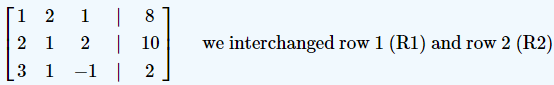 1 2 1 | 8
2 1 2 | 10 we interchanged row 1 (R1) and row 2 (R2)
3 1 −1 | 2